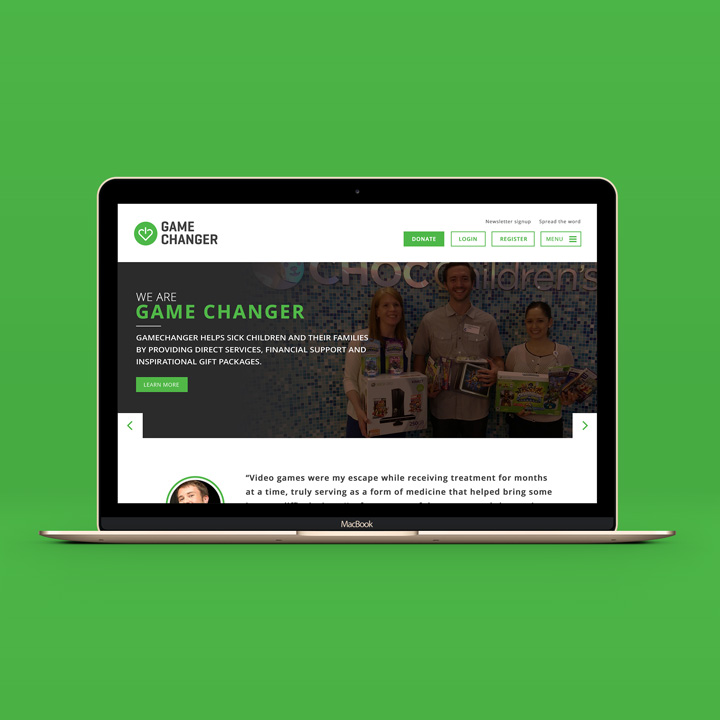 GAME
CHANGER
Newsletter signup Spread the word
DONATE LOGIN REGISTER MENU
CHOC Children's
WE ARE
GAME CHANGER
GAMECHANGER HELPS SICK CHILDREN AND THEIR FAMILIES
BY PROVIDING DIRECT SERVICES, FINANCIAL SUPPORT AND
INSPIRATIONAL GIFT PACKAGES.
LEARN MORE
"Video games were my escape while receiving treatment for months
at a time, truly serving as a form of medicine that helped bring some
MacBook